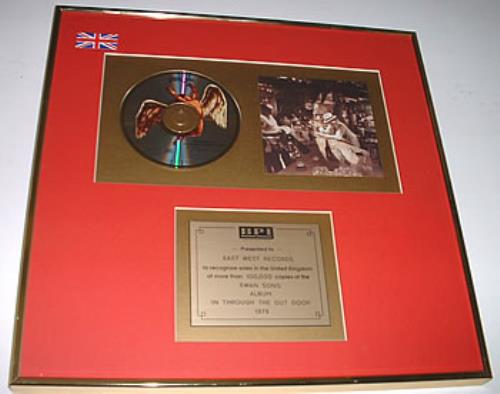 BPI
Presented to
EAST WEST RECORDS
to recognise sales in the United Kingdom
of more than 100,000 copies of the
SWAN SONG
ALBUM
'IN THROUGH THE OUT DOOR'
1979